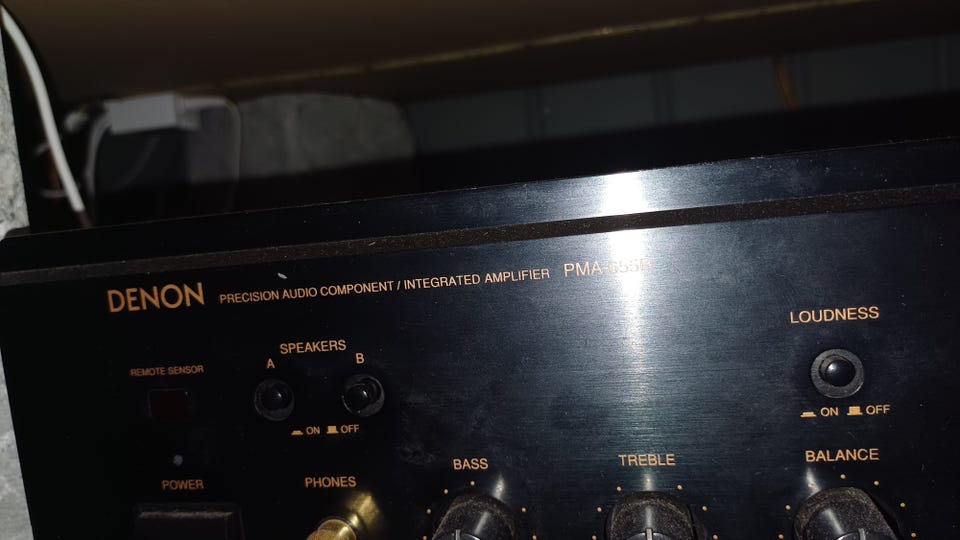 DENON PRECISION AUDIO COMPONENT / INTEGRATED AMPLIFIER
LOUDNESS
ON OFF
REMOTE SENSOR
SPEAKERS
A B
ON OFF
POWER
PHONES
BASS
TREBLE
BALANCE